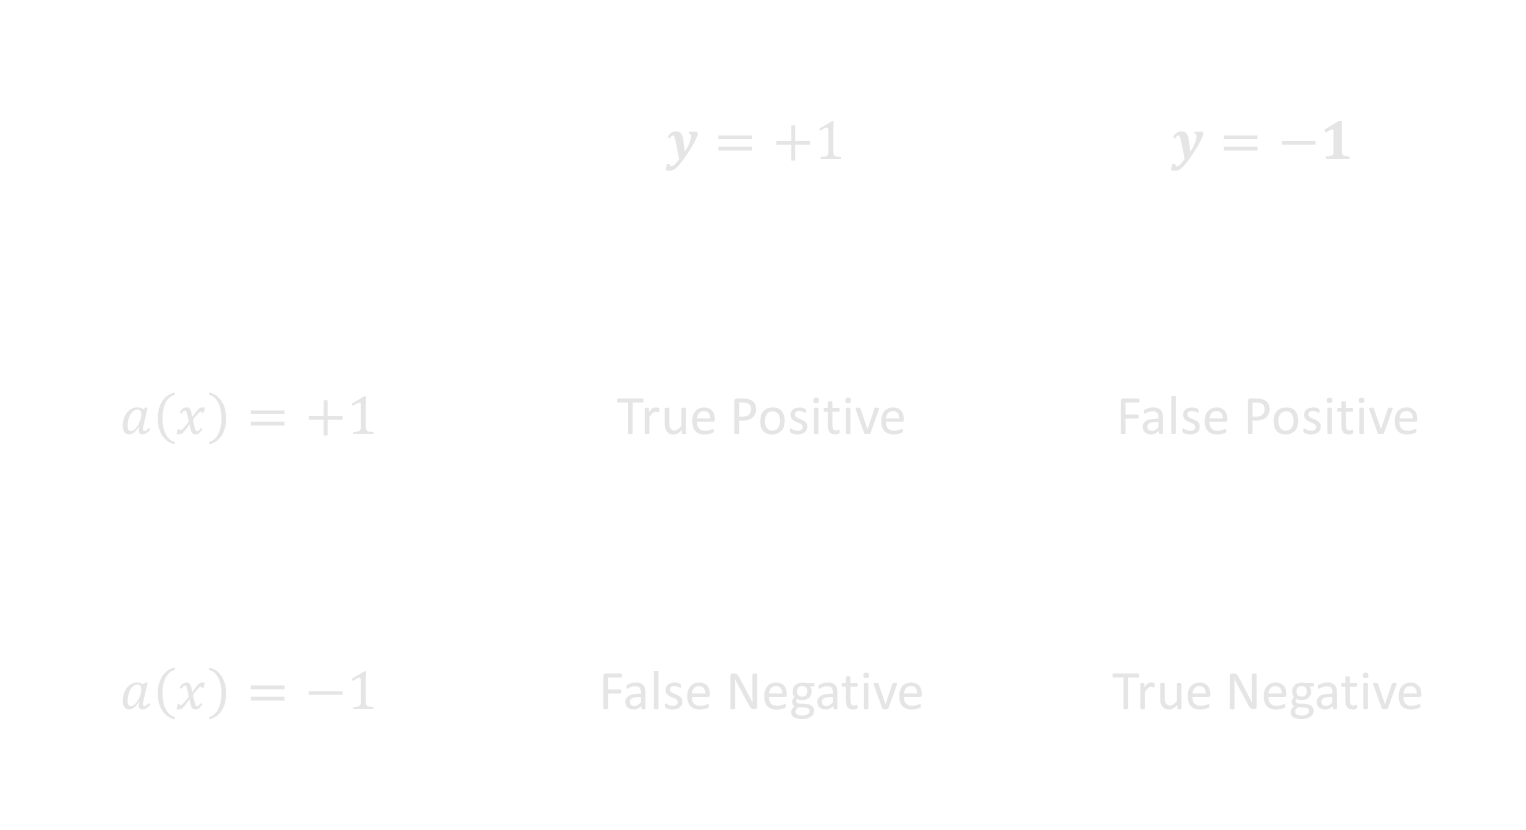 y = +1 y = −1
a(x) = +1 True Positive False Positive
a(x) = −1 False Negative True Negative